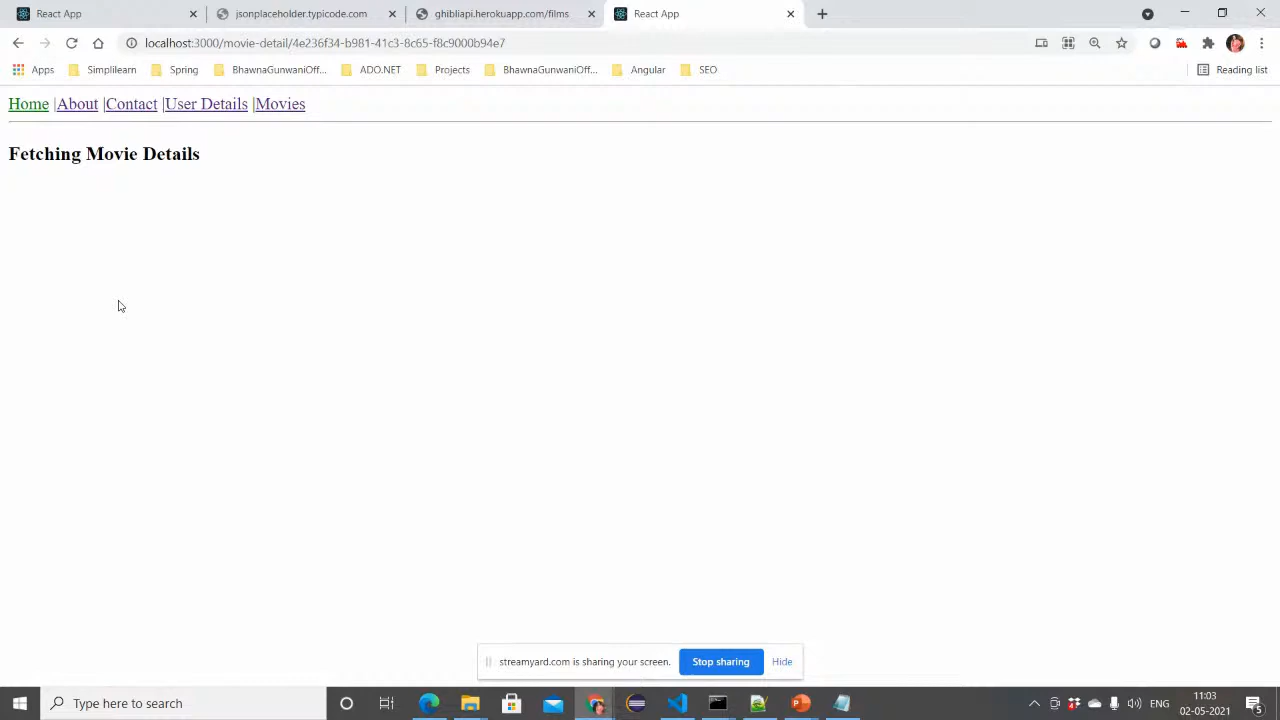 React App
jsonplaceholder.typicode.com
ghibliapi.herokuapp.com/films
React App
localhost:3000/movie-detail/4e236f34-b981-41c3-8c65-f8c9000b94e7
Apps Simplilearn Spring BhawnaGunwaniOff... ADO.NET Projects BhawnaGunwaniOff... Angular SEO Reading list
Home |About |Contact |User Details |Movies
Fetching Movie Details
streamyard.com is sharing your screen. Stop sharing Hide
Type here to search
ENG
11:03
02-05-2021
5